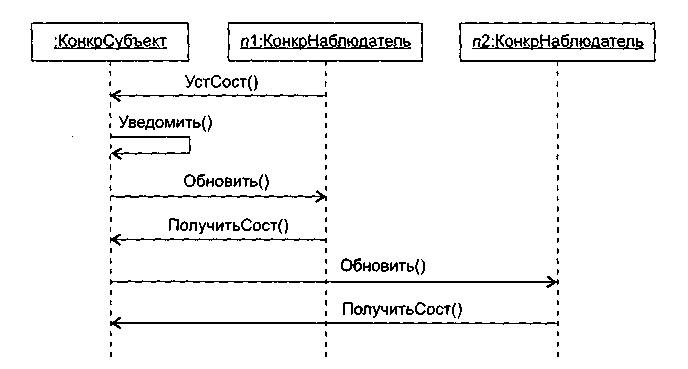 :КонкрСубъект
n1:КонкрНаблюдатель
n2:КонкрНаблюдатель
УстСост()
Уведомить()
Обновить()
ПолучитьСост()
Обновить()
ПолучитьСост()